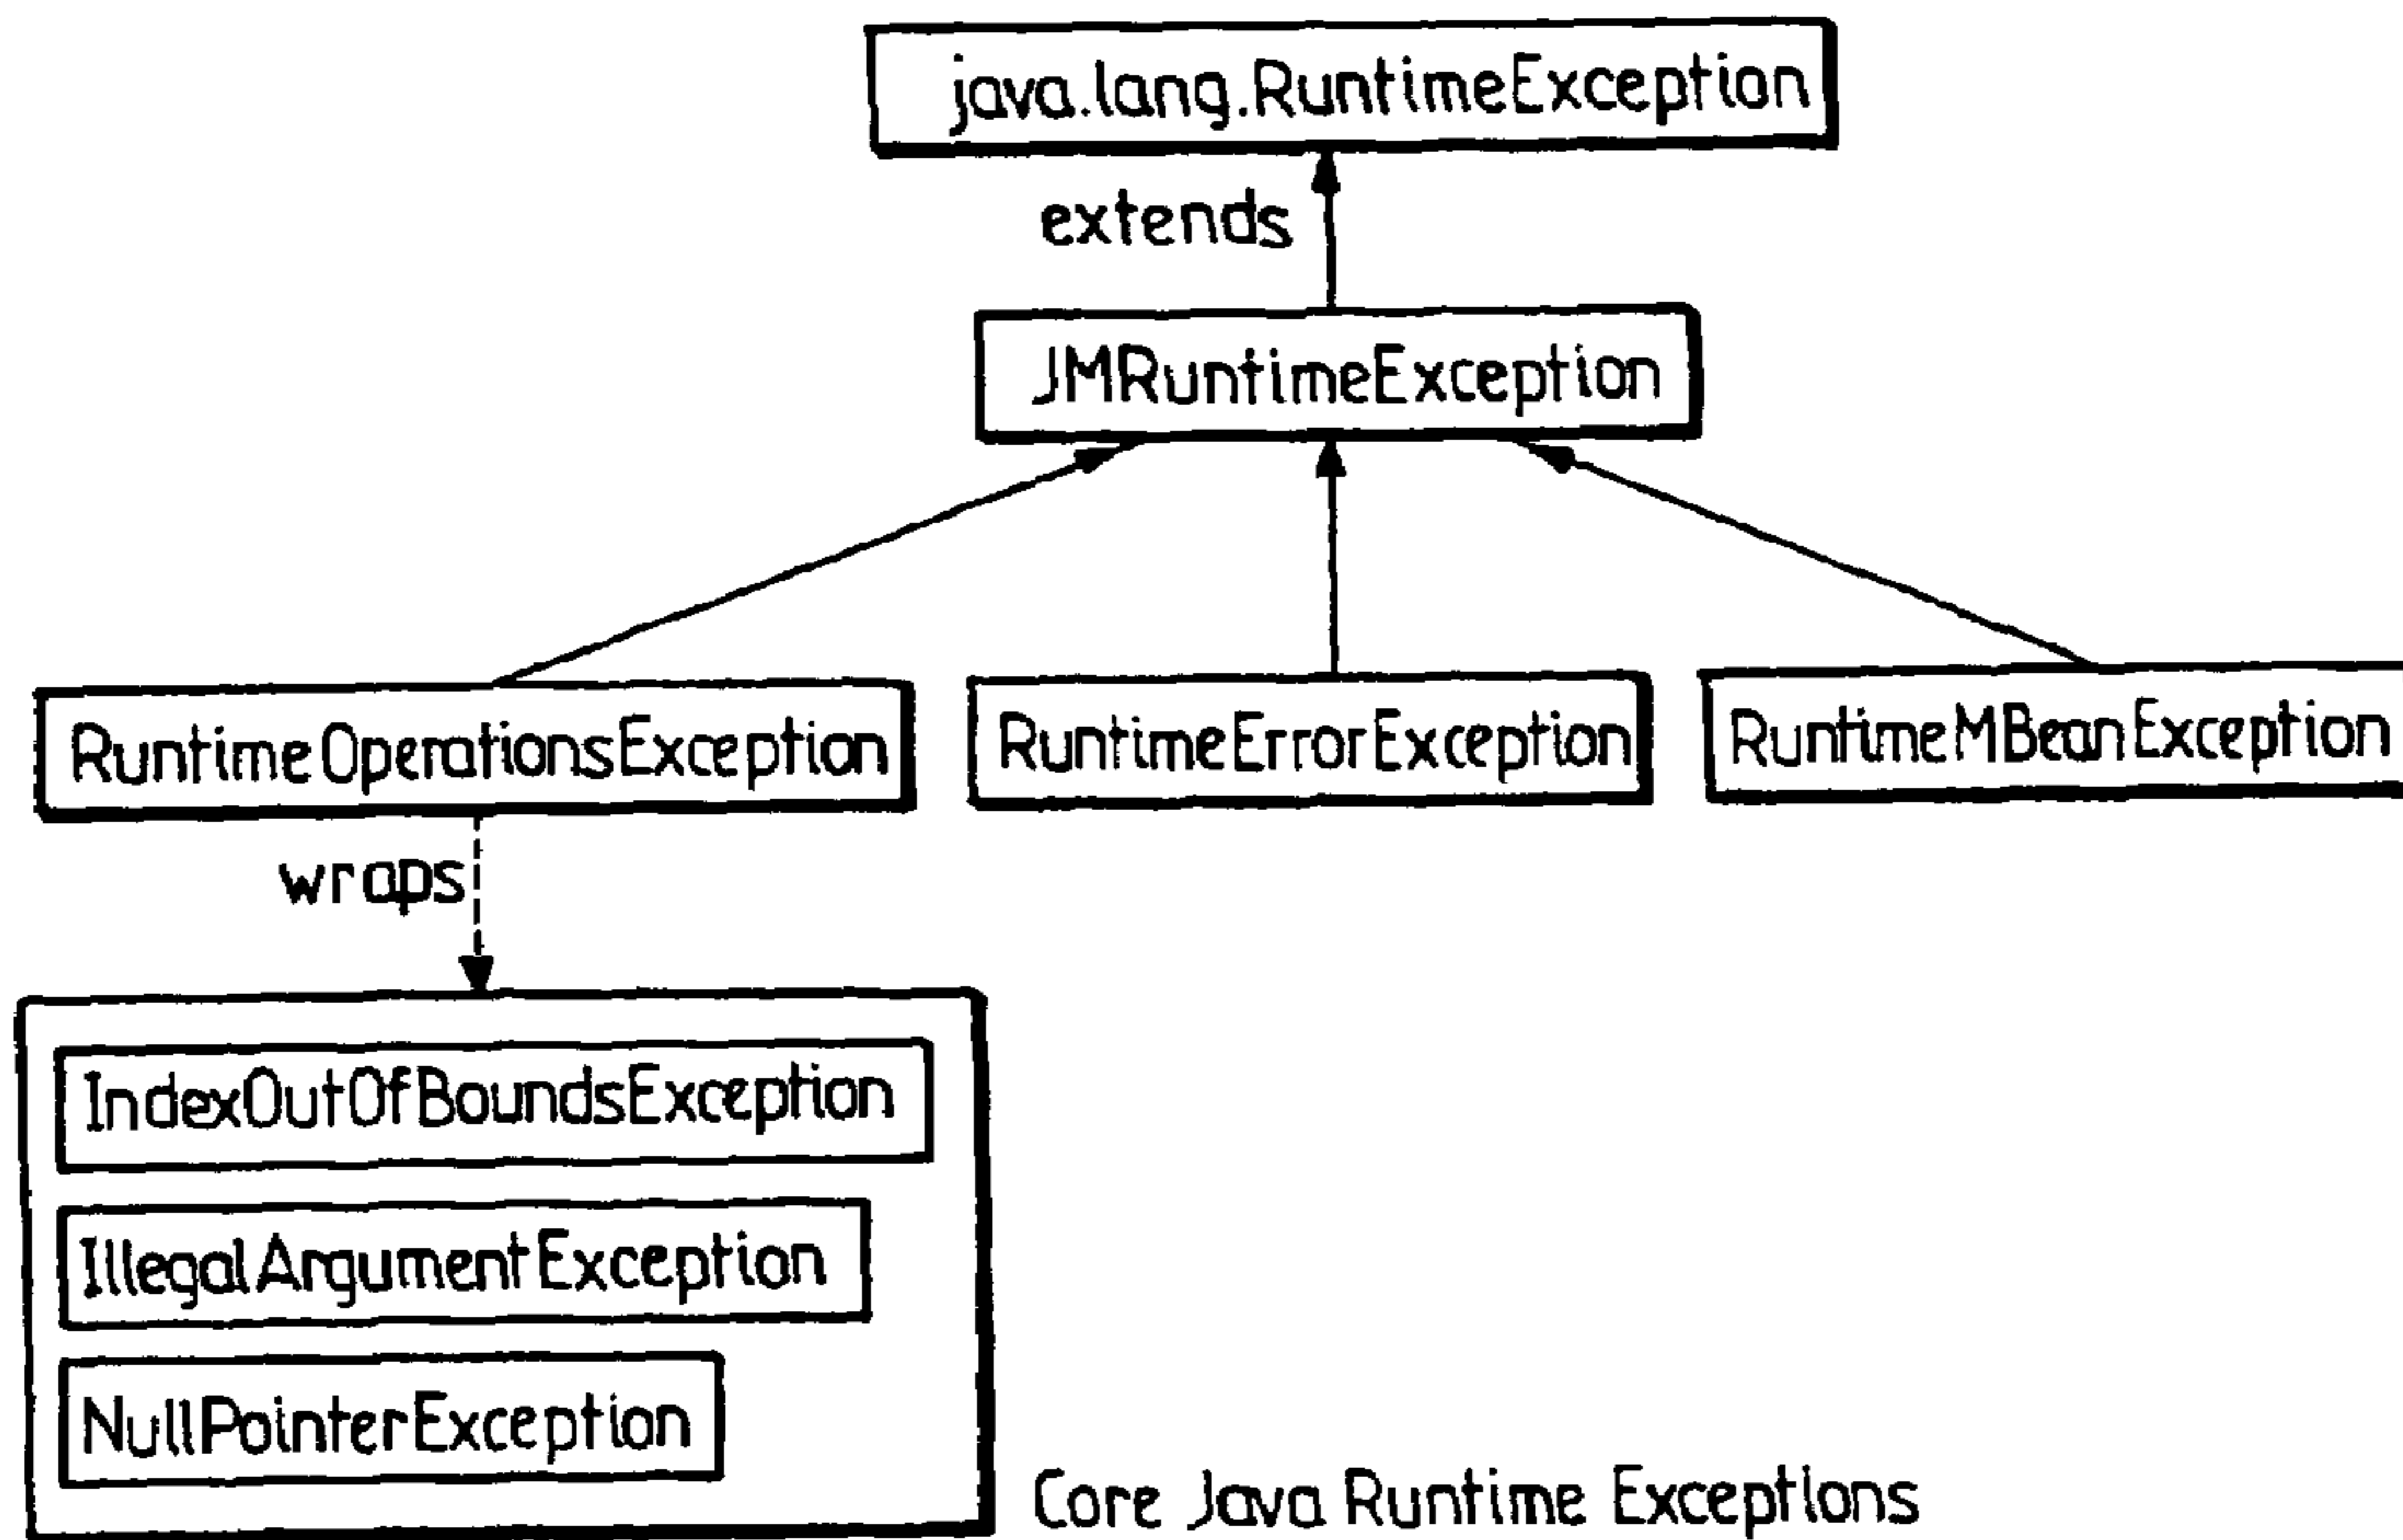 java.lang.RuntimeException
extends
JMRuntimeException
RuntimeOperationsException
RuntimeErrorException
RuntimeMBeanException
wraps
IndexOutOfBoundsException
IllegalArgumentException
NullPointerException
Core Java Runtime Exceptions